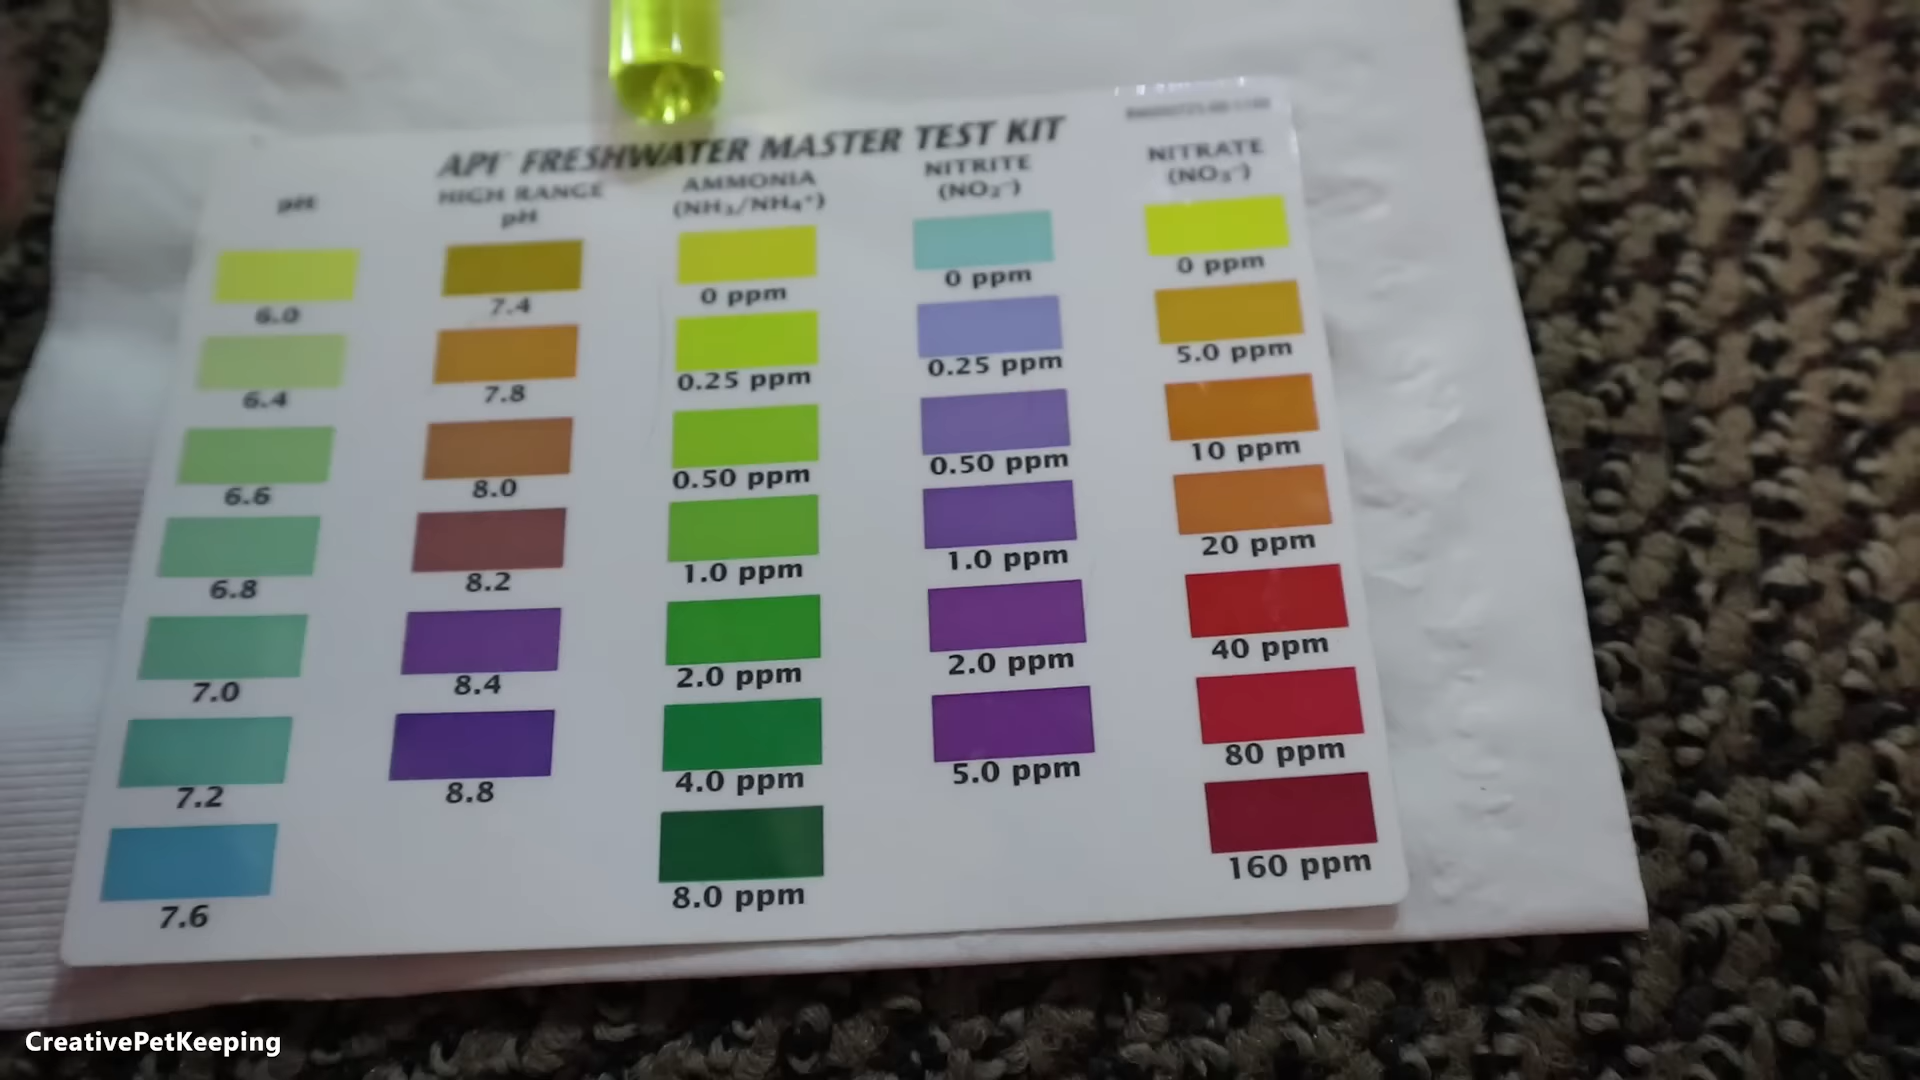 API FRESHWATER MASTER TEST KIT
pH
HIGH RANGE
pH
AMMONIA
(NH₃/NH₄⁺)
NITRITE
(NO₂⁻)
NITRATE
(NO₃⁻)
6.0
6.4
6.6
6.8
7.0
7.2
7.6
7.4
7.8
8.0
8.2
8.4
8.8
0 ppm
0.25 ppm
0.50 ppm
1.0 ppm
2.0 ppm
4.0 ppm
8.0 ppm
0 ppm
0.25 ppm
0.50 ppm
1.0 ppm
2.0 ppm
5.0 ppm
0 ppm
5.0 ppm
10 ppm
20 ppm
40 ppm
80 ppm
160 ppm
CreativePetKeeping